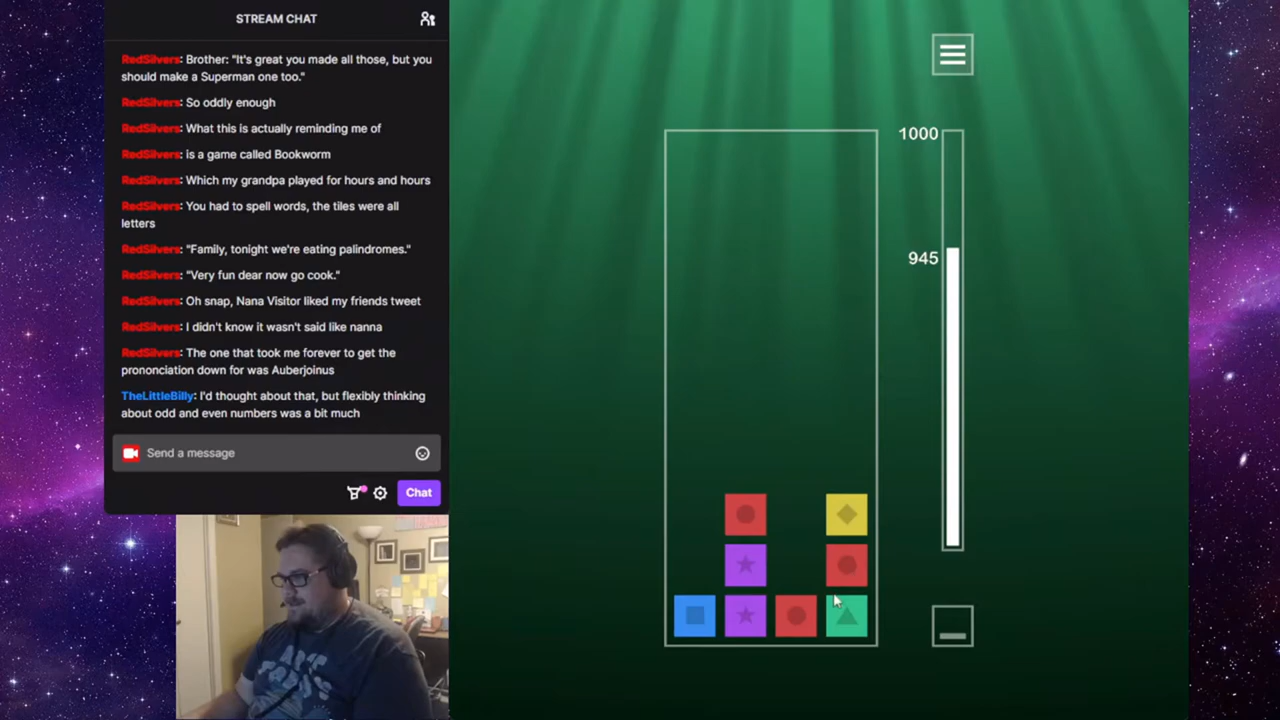 STREAM CHAT
RedSilvers: Brother: "It's great you made all those, but you
should make a Superman one too."
RedSilvers: So oddly enough
RedSilvers: What this is actually reminding me of
RedSilvers: is a game called Bookworm
RedSilvers: Which my grandpa played for hours and hours
RedSilvers: You had to spell words, the tiles were all
letters
RedSilvers: "Family, tonight we're eating palindromes."
RedSilvers: "Very fun dear now go cook."
RedSilvers: Oh snap, Nana Visitor liked my friends tweet
RedSilvers: I didn't know it wasn't said like nanna
RedSilvers: The one that took me forever to get the
prononciation down for was Auberjoinus
TheLittleBilly: I'd thought about that, but flexibly thinking
about odd and even numbers was a bit much
Send a message
Chat
1000
945